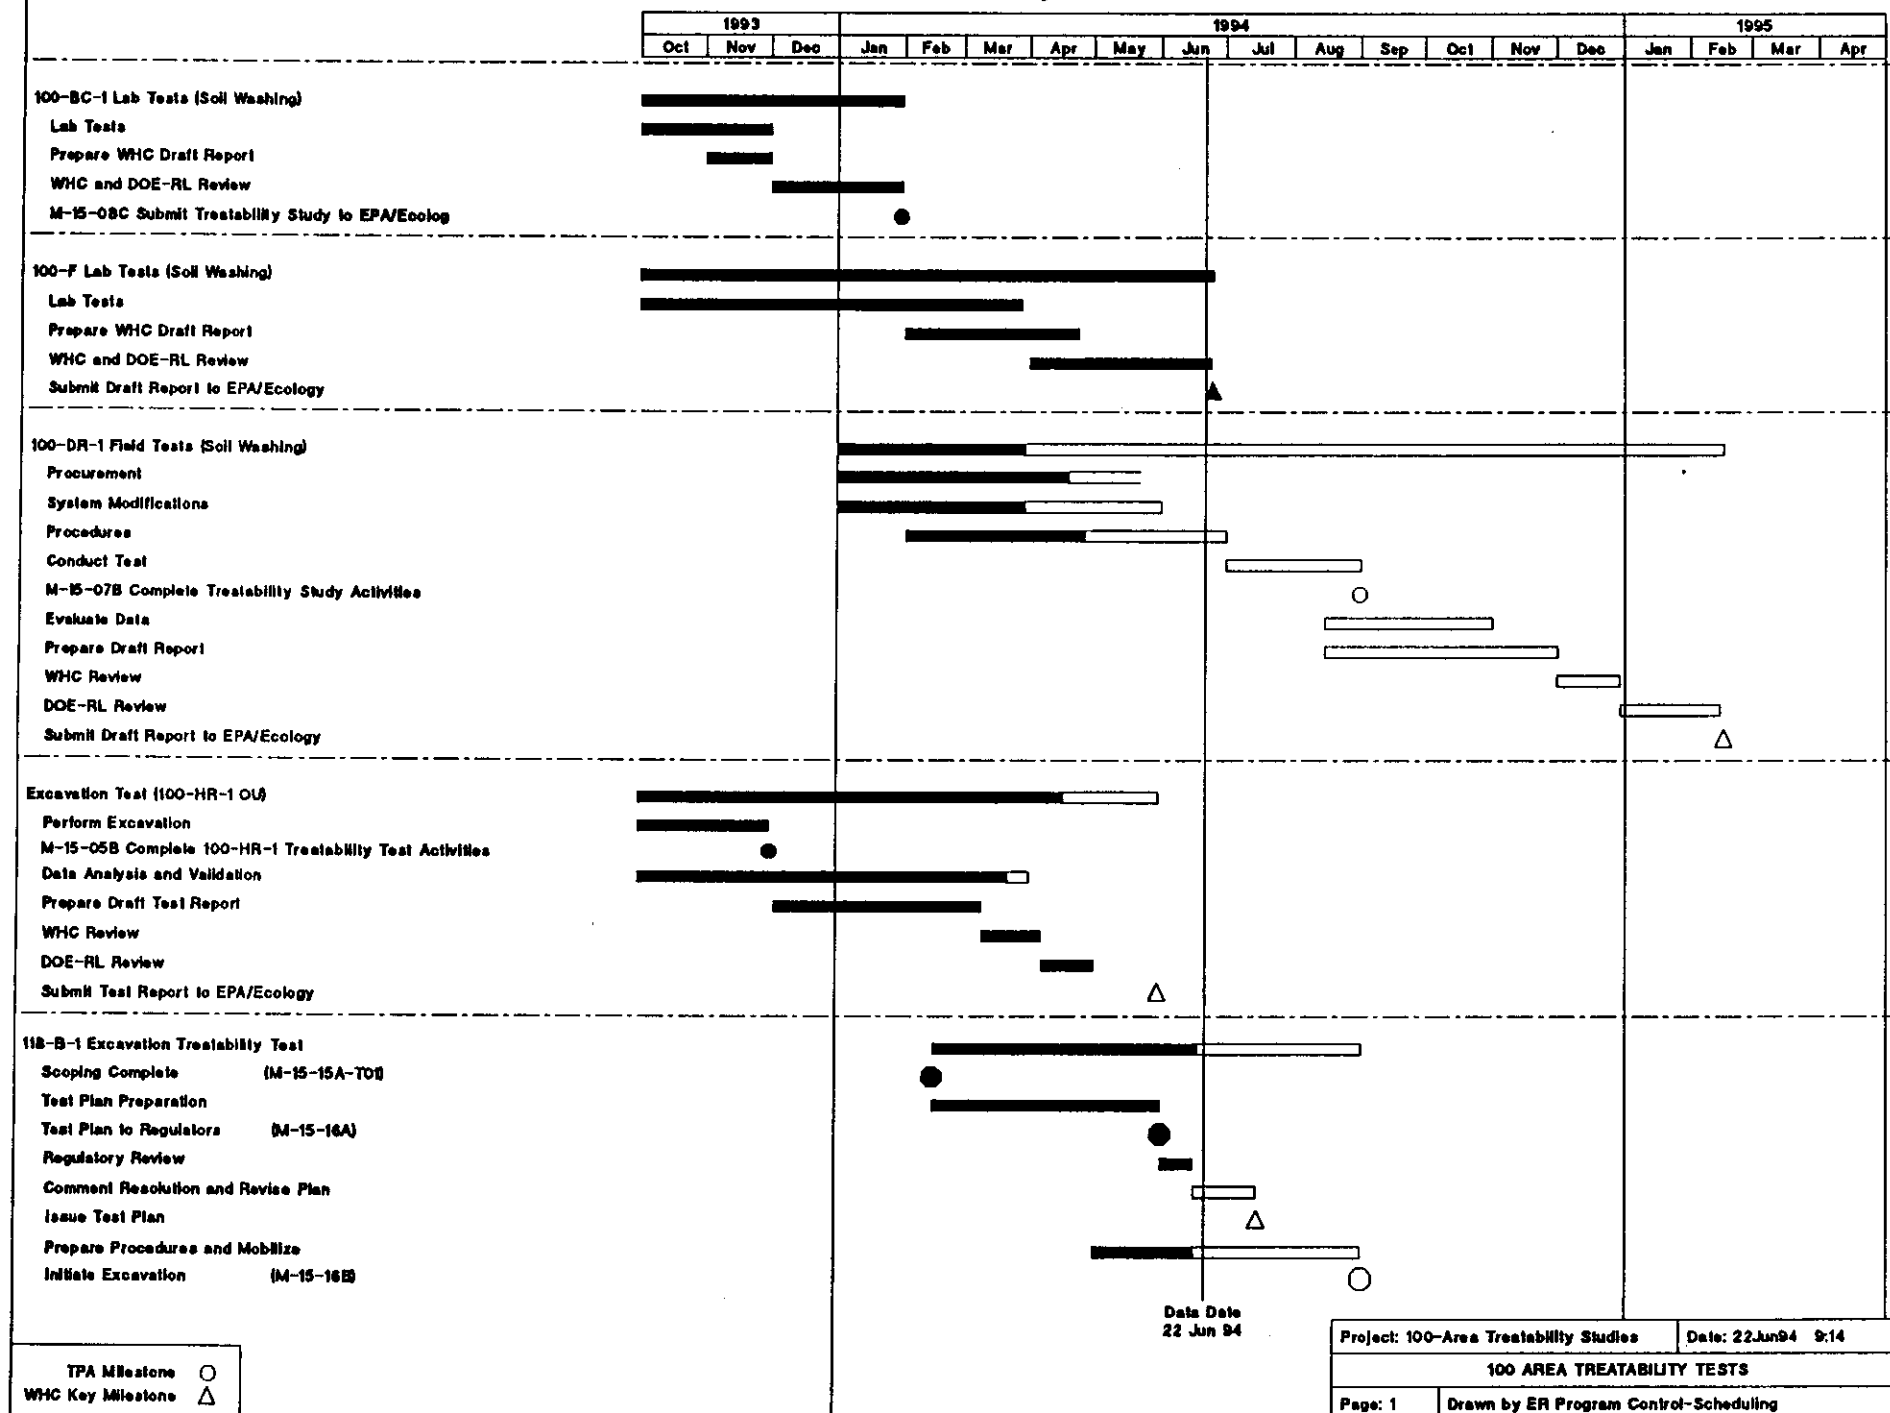 1993 1994 1995
Oct Nov Dec Jan Feb Mar Apr May Jun Jul Aug Sep Oct Nov Dec Jan Feb Mar Apr
100-BC-1 Lab Tests (Soil Washing)
Lab Tests
Prepare WHC Draft Report
WHC and DOE-RL Review
M-15-08C Submit Treatability Study to EPA/Ecolog
100-F Lab Tests (Soil Washing)
Lab Tests
Prepare WHC Draft Report
WHC and DOE-RL Review
Submit Draft Report to EPA/Ecology
100-DR-1 Field Tests (Soil Washing)
Procurement
System Modifications
Procedures
Conduct Test
M-15-07B Complete Treatability Study Activities
Evaluate Data
Prepare Draft Report
WHC Review
DOE-RL Review
Submit Draft Report to EPA/Ecology
Excavation Test (100-HR-1 OU)
Perform Excavation
M-15-05B Complete 100-HR-1 Treatability Test Activities
Data Analysis and Validation
Prepare Draft Test Report
WHC Review
DOE-RL Review
Submit Test Report to EPA/Ecology
118-B-1 Excavation Treatability Test
Scoping Complete (M-15-15A-T01)
Test Plan Preparation
Test Plan to Regulators (M-15-16A)
Regulatory Review
Comment Resolution and Revise Plan
Issue Test Plan
Prepare Procedures and Mobilize
Initiate Excavation (M-15-16B)
Data Date
22 Jun 94
TPA Milestone
WHC Key Milestone
Project: 100-Area Treatability Studies Date: 22Jun94 9:14
100 AREA TREATABILITY TESTS
Page: 1 Drawn by ER Program Control-Scheduling